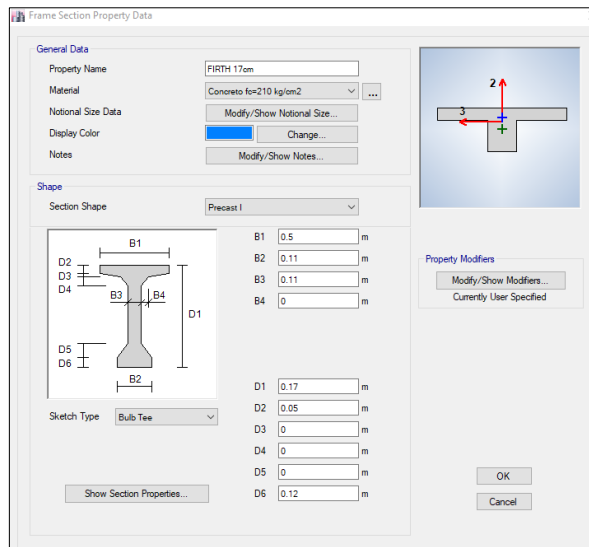 Frame Section Property Data
General Data
Property Name
FIRTH 17cm
Material
Concreto fc=210 kg/cm2
...
Notional Size Data
Modify/Show Notional Size...
Display Color
Change...
Notes
Modify/Show Notes...
2
3
Shape
Section Shape
Precast I
B1
D2
D3
D4
B3
B4
D1
D5
D6
B2
Sketch Type
Bulb Tee
Show Section Properties...
B1 0.5 m
B2 0.11 m
B3 0.11 m
B4 0 m
D1 0.17 m
D2 0.05 m
D3 0 m
D4 0 m
D5 0 m
D6 0.12 m
Property Modifiers
Modify/Show Modifiers...
Currently User Specified
OK
Cancel